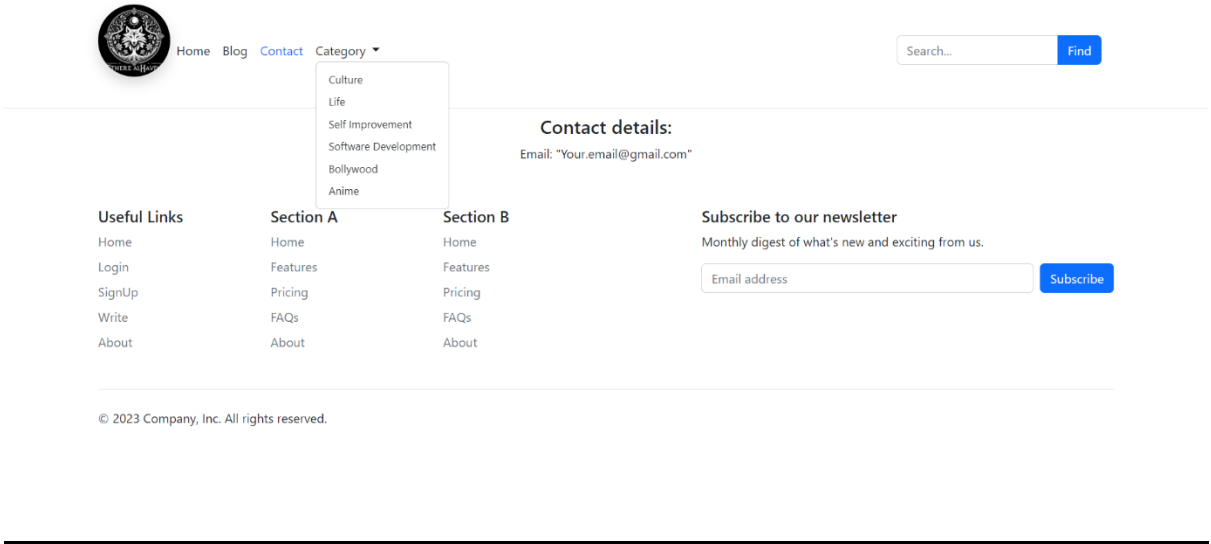 Home Blog Contact Category
Search... Find
Culture
Life
Self Improvement
Software Development
Bollywood
Anime
Contact details:
Email: "Your.email@gmail.com"
Useful Links
Home
Login
SignUp
Write
About
Section A
Home
Features
Pricing
FAQs
About
Section B
Home
Features
Pricing
FAQs
About
Subscribe to our newsletter
Monthly digest of what's new and exciting from us.
Email address Subscribe
© 2023 Company, Inc. All rights reserved.